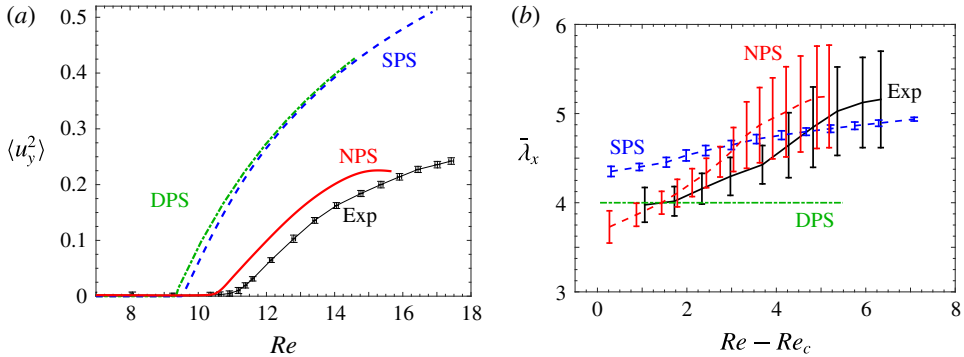 (a)
0.5
0.4
0.3
0.2
0.1
0
⟨u_y^2⟩
DPS
SPS
NPS
Exp
8 10 12 14 16 18
Re
(b)
6
5
4
3
λ̄_x
NPS
Exp
SPS
DPS
0 2 4 6 8
Re − Re_c